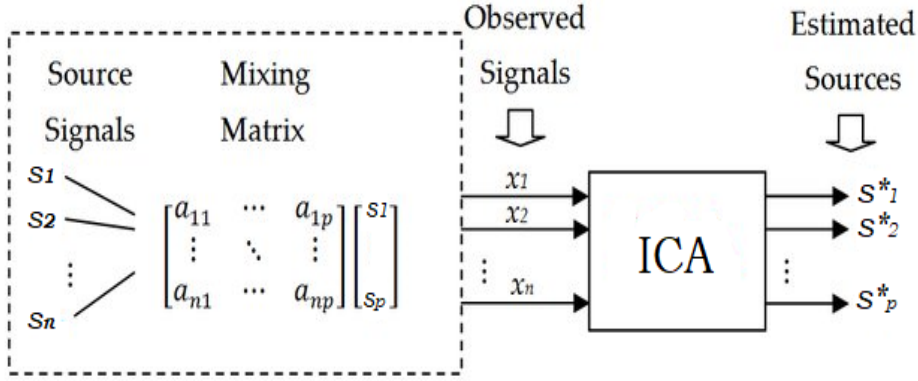 Observed
Signals
Estimated
Sources
Source
Signals
Mixing
Matrix
S1
S2
⋮
Sn
a11 ⋯ a1p S1
⋮ ⋱ ⋮
an1 ⋯ anp Sp
x1
x2
⋮
xn
ICA
S*1
S*2
⋮
S*p